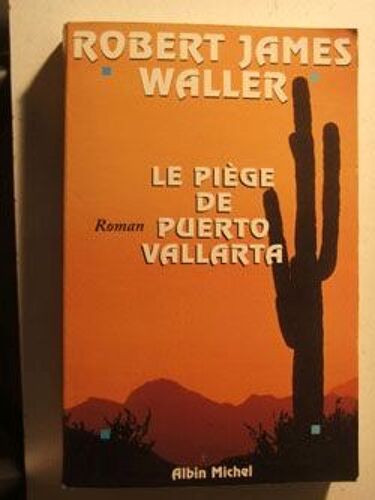 ROBERT JAMES
WALLER
LE PIÈGE
DE
Roman PUERTO
VALLARTA
Albin Michel